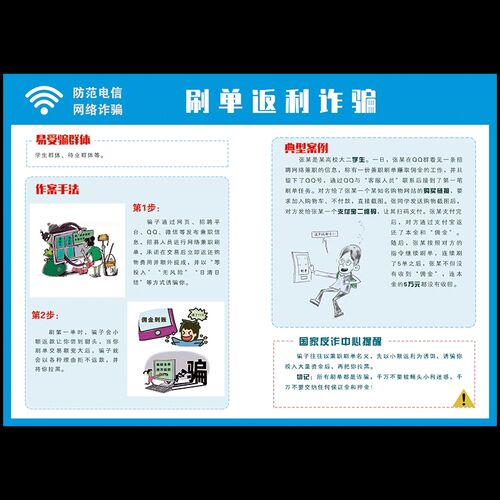 防范电信
网络诈骗
刷单返利诈骗
易受骗群体
学生群体、待业群体等。
作案手法
第1步:
骗子通过网页、招聘平
台、QQ、微信等发布兼职信
息,招募人员进行网络兼职刷
单,承诺在交易后立即返还购
物费用并额外提成,并以“零
投入”“无风险”“日清日
结”等方式诱骗你。
第2步:
刷第一单时,骗子会小
额返款让你尝到甜头,当你
刷单交易额变大后,骗子就
会以各种理由拒不返款,并
将你拉黑。
佣金到账
骗
典型案例
张某是某高校大二学生。一日,张某在QQ群看见一条招
聘网络兼职的信息,称有一份兼职刷单赚取佣金的工作,并且
留下了QQ号,通过QQ与“客服人员”联系后接到了第一笔
刷单任务。对方给了张某一个某知名购物网站的购买链接,要
求加入购物车,不付款,直接截图。张同学发送购物截图后,
对方发给张某一个支付宝二维码,让其扫码支付。张某支付完
后,对方通过支付宝返
还了本金和“佣金”。
随后,张某按照对方的
指令继续刷单,连续刷
了5单之后,张某不但没
有收到“佣金”,连本
金的5万元都没有收回。
国家反诈中心提醒
骗子往往以兼职刷单名义,先以小额返利为诱饵,诱骗你
投入大量资金后,再把你拉黑。
切记:所有刷单都是诈骗,千万不要被蝇头小利迷惑,千
万不要交纳任何保证金和押金!